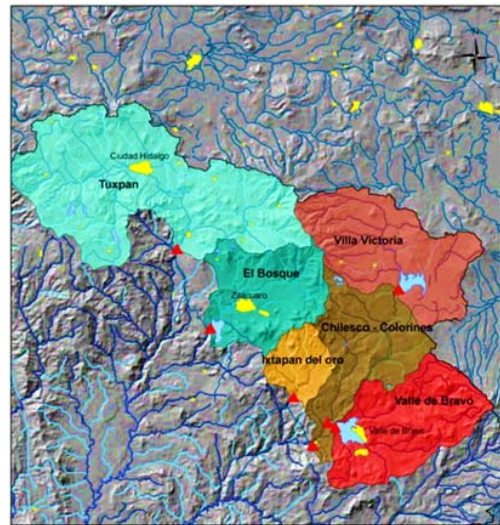 Ciudad Hidalgo
Tuxpan
Villa Victoria
El Bosque
Zitácuaro
Chilesco - Colorines
Ixtapan del oro
Valle de Bravo
Valle de Bravo